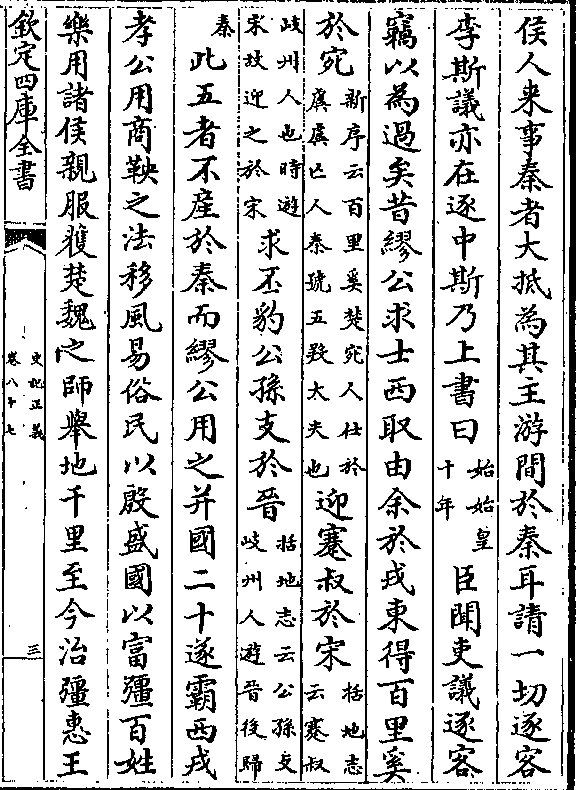 侯人来事秦者大抵為其主游間於秦耳請一切逐客
李斯議亦在逐中斯乃上書曰始始皇十年臣聞吏議逐客
竊以為過矣昔繆公求士西取由余於戎東得百里奚
於宛新序云百里奚楚宛人仕於虞虞亡入秦號五羖大夫也迎蹇叔於宋括地志云蹇叔
岐州人也時遊宋故迎之於宋求丕豹公孫支於晉括地志云公孫支岐州人遊晉後歸
秦此五者不產於秦而繆公用之并國二十遂霸西戎
孝公用商鞅之法移風易俗民以殷盛國以富彊百姓
樂用諸侯親服獲楚魏之師舉地千里至今治彊惠王
欽定四庫全書
史記正義
卷八十七
三